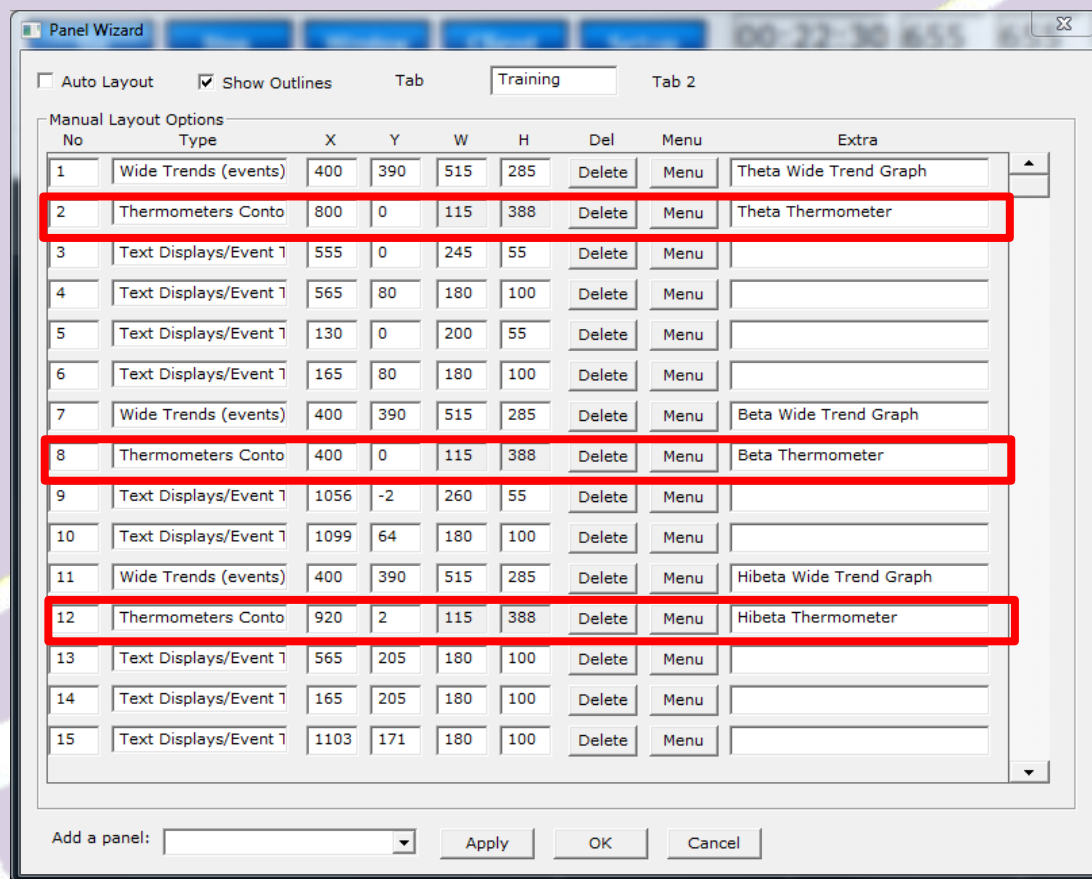 Panel Wizard
00:22:30 655 655
Auto Layout Show Outlines Tab Training Tab 2
Manual Layout Options
No Type X Y W H Del Menu Extra
1 Wide Trends (events) 400 390 515 285 Delete Menu Theta Wide Trend Graph
2 Thermometers Conto 800 0 115 388 Delete Menu Theta Thermometer
3 Text Displays/Event T 555 0 245 55 Delete Menu
4 Text Displays/Event T 565 80 180 100 Delete Menu
5 Text Displays/Event T 130 0 200 55 Delete Menu
6 Text Displays/Event T 165 80 180 100 Delete Menu
7 Wide Trends (events) 400 390 515 285 Delete Menu Beta Wide Trend Graph
8 Thermometers Conto 400 0 115 388 Delete Menu Beta Thermometer
9 Text Displays/Event T 1056 -2 260 55 Delete Menu
10 Text Displays/Event T 1099 64 180 100 Delete Menu
11 Wide Trends (events) 400 390 515 285 Delete Menu Hibeta Wide Trend Graph
12 Thermometers Conto 920 2 115 388 Delete Menu Hibeta Thermometer
13 Text Displays/Event T 565 205 180 100 Delete Menu
14 Text Displays/Event T 165 205 180 100 Delete Menu
15 Text Displays/Event T 1103 171 180 100 Delete Menu
Add a panel: Apply OK Cancel